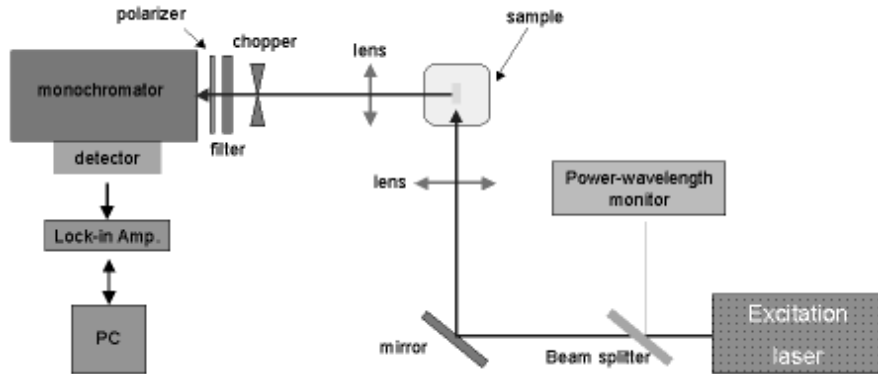 polarizer
chopper
lens
sample
monochromator
filter
detector
lens
Power-wavelength
monitor
Lock-in Amp.
PC
mirror
Beam splitter
Excitation
laser